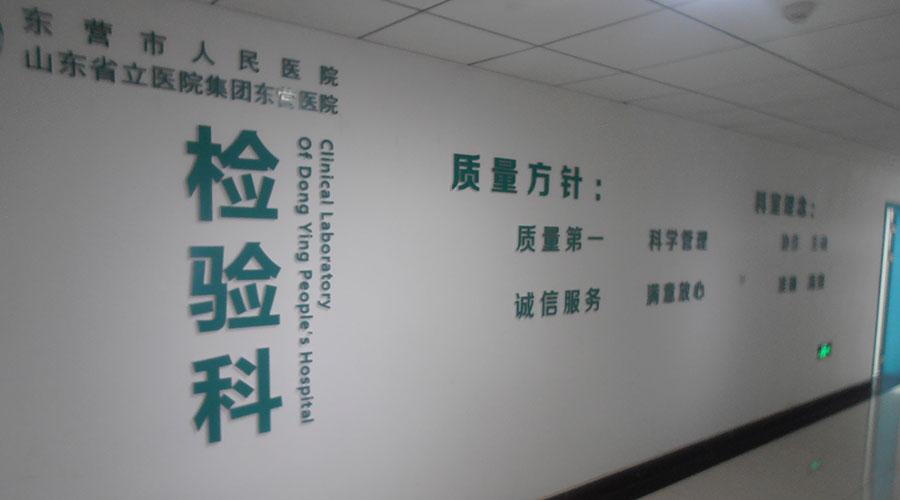 东营市人民医院
山东省立医院集团东营医院
检验科
Clinical Laboratory
Of Dong Ying People's Hospital
质量方针：
质量第一 科学管理
诚信服务 满意放心
科室理念：